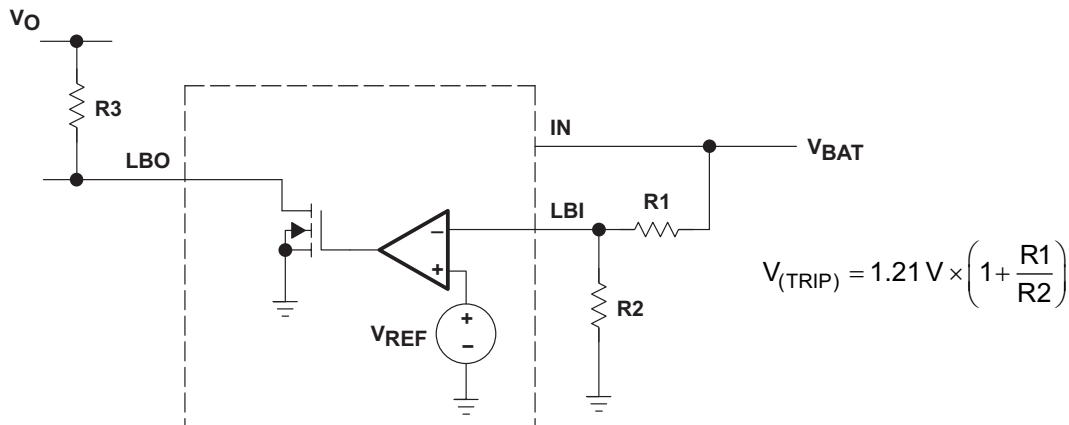 VO
R3
LBO
IN
VBAT
LBI
R1
R2
−
+
VREF
+
−
V(TRIP) = 1.21 V × (1 + R1/R2)